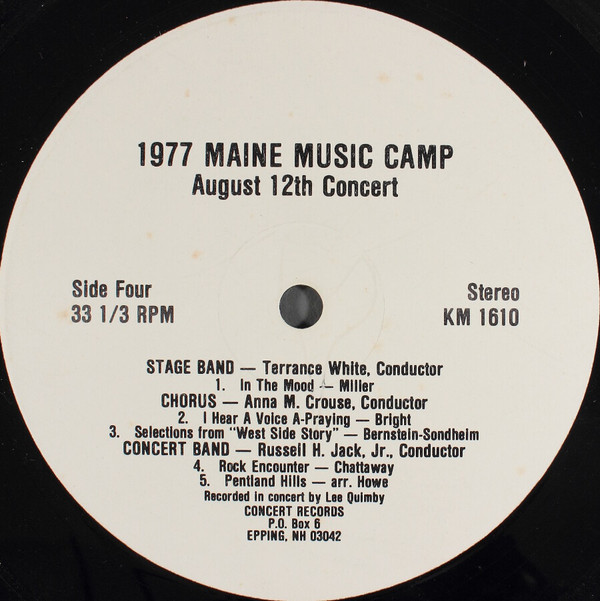 1977 MAINE MUSIC CAMP
August 12th Concert
Side Four
33 1/3 RPM
Stereo
KM 1610
STAGE BAND — Terrance White, Conductor
1. In The Mood — Miller
CHORUS — Anna M. Crouse, Conductor
2. I Hear A Voice A-Praying — Bright
3. Selections from "West Side Story" — Bernstein-Sondheim
CONCERT BAND — Russell H. Jack, Jr., Conductor
4. Rock Encounter — Chattaway
5. Pentland Hills — arr. Howe
Recorded in concert by Lee Quimby
CONCERT RECORDS
P.O. Box 6
EPPING, NH 03042